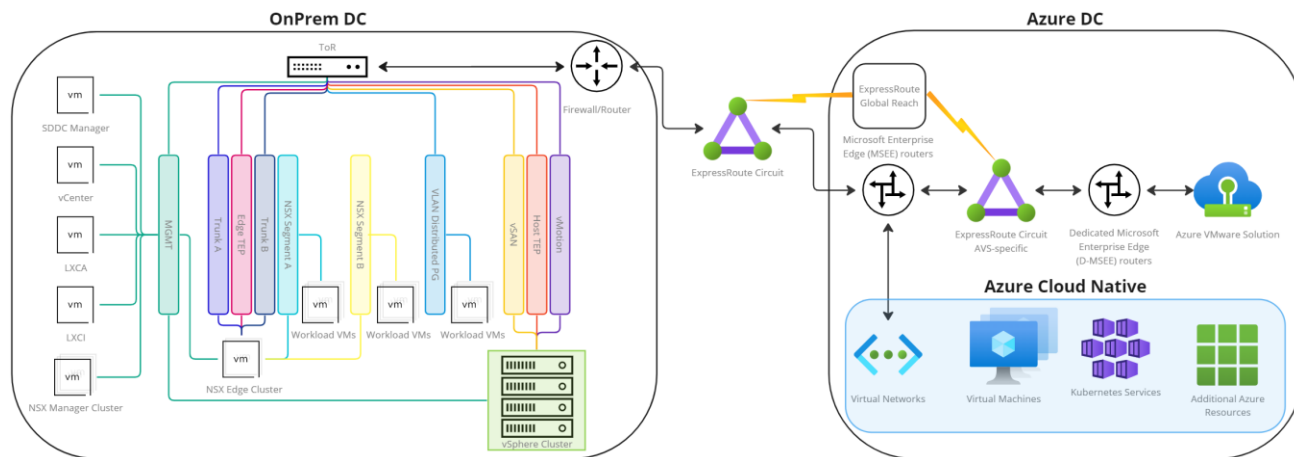 OnPrem DC
Azure DC
ToR
Firewall/Router
vm
SDDC Manager
vm
vCenter
vm
LXCA
vm
LXCI
vm
NSX Manager Cluster
MGMT
Trunk A
Edge TEP
Trunk B
NSX Segment A
NSX Segment B
VLAN Distributed PG
vSAN
Host TEP
vMotion
vm
Workload VMs
vm
Workload VMs
vm
Workload VMs
vm
NSX Edge Cluster
vSphere Cluster
ExpressRoute Circuit
ExpressRoute
Global Reach
Microsoft Enterprise
Edge (MSEE) routers
ExpressRoute Circuit
AVS-specific
Dedicated Microsoft
Enterprise Edge
(D-MSEE) routers
Azure VMware Solution
Azure Cloud Native
Virtual Networks
Virtual Machines
Kubernetes Services
Additional Azure
Resources